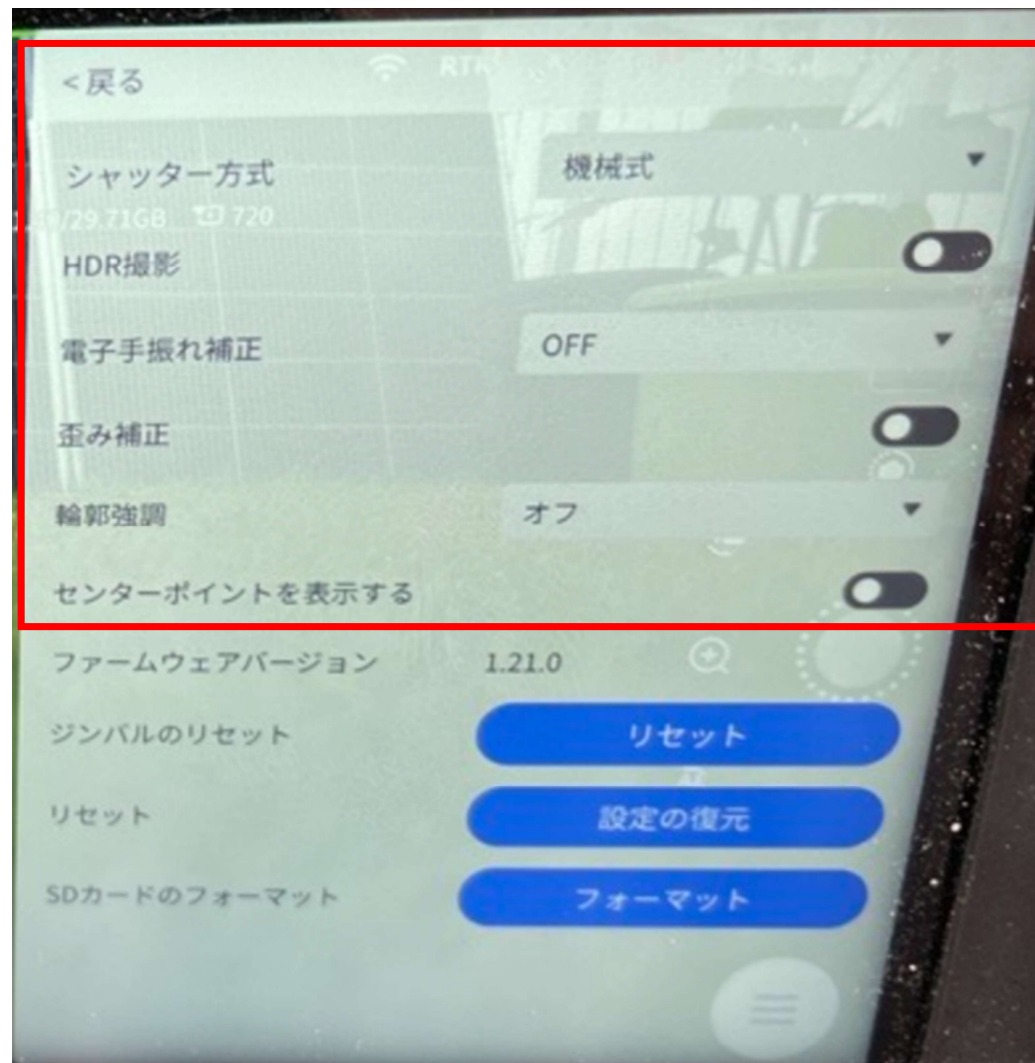 <戻る
RTK
シャッター方式 機械式
/29.71GB 720
HDR撮影
電子手振れ補正 OFF
歪み補正
輪郭強調 オフ
センターポイントを表示する
ファームウェアバージョン 1.21.0
ジンバルのリセット リセット
リセット 設定の復元
SDカードのフォーマット フォーマット